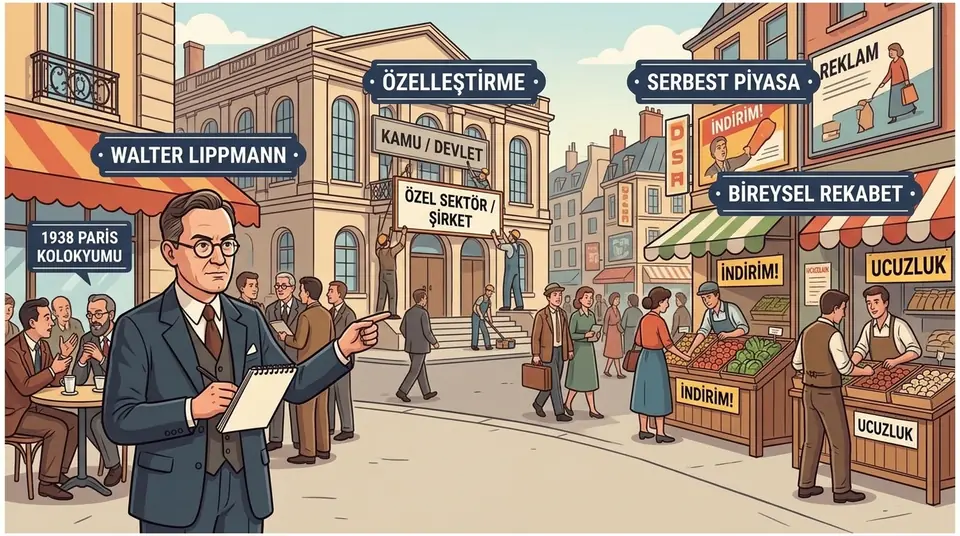 ÖZELLEŞTİRME
SERBEST PİYASA
REKLAM
İNDİRİM!
KAMU / DEVLET
WALTER LIPPMANN
ÖZEL SEKTÖR /
ŞİRKET
BİREYSEL REKABET
1938 PARİS
KOLOKYUMU
İNDİRİM!
UCUZLUK
İNDİRİM!
UCUZLUK